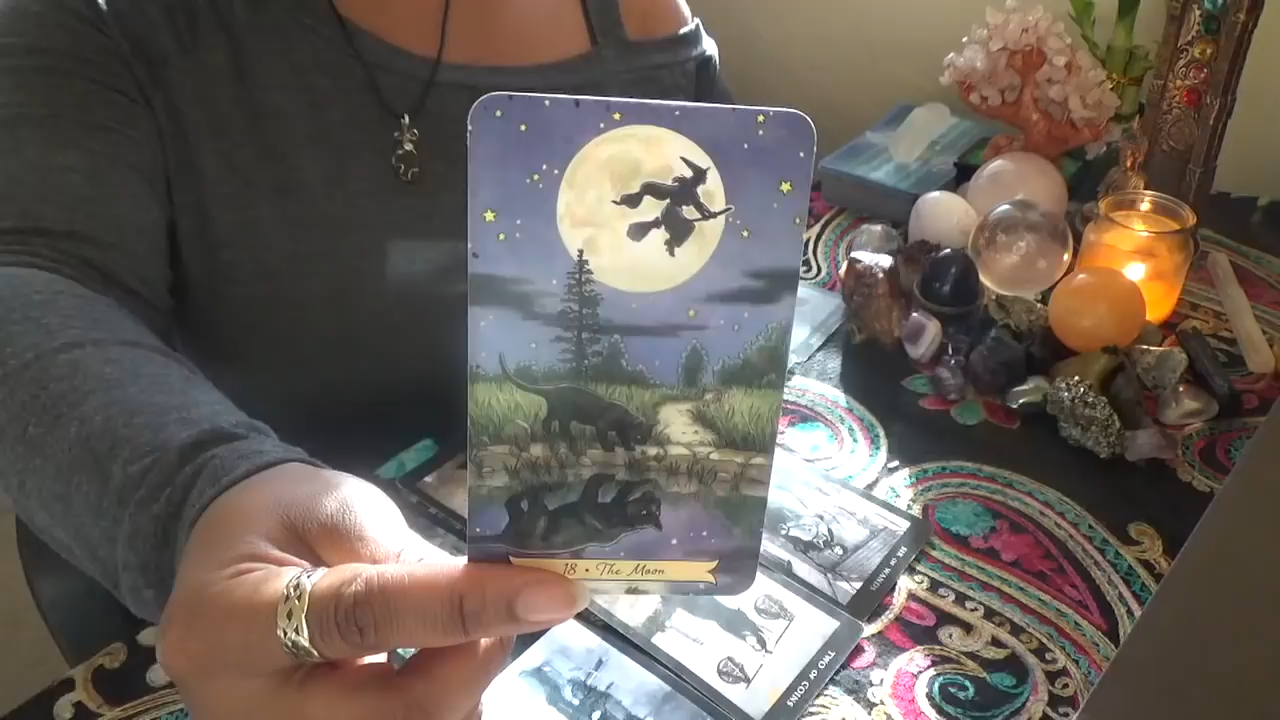 18 • The Moon
SIX OF WANDS
TWO OF COINS